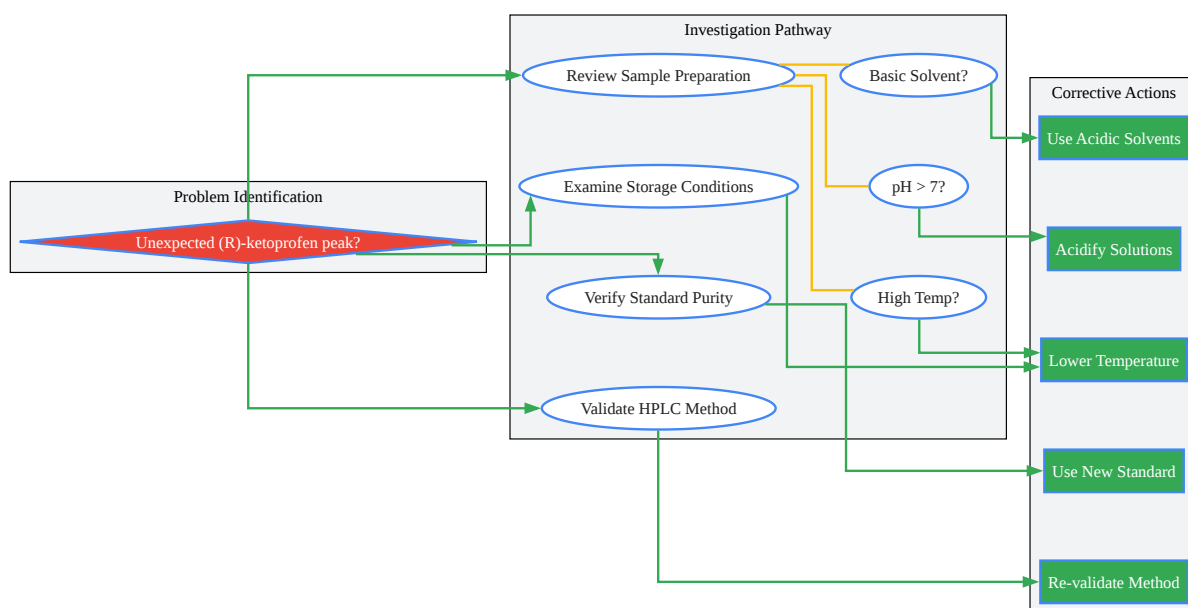 Problem Identification
Unexpected (R)-ketoprofen peak?
Investigation Pathway
Review Sample Preparation
Basic Solvent?
Examine Storage Conditions
pH > 7?
Verify Standard Purity
High Temp?
Validate HPLC Method
Corrective Actions
Use Acidic Solvents
Acidify Solutions
Lower Temperature
Use New Standard
Re-validate Method